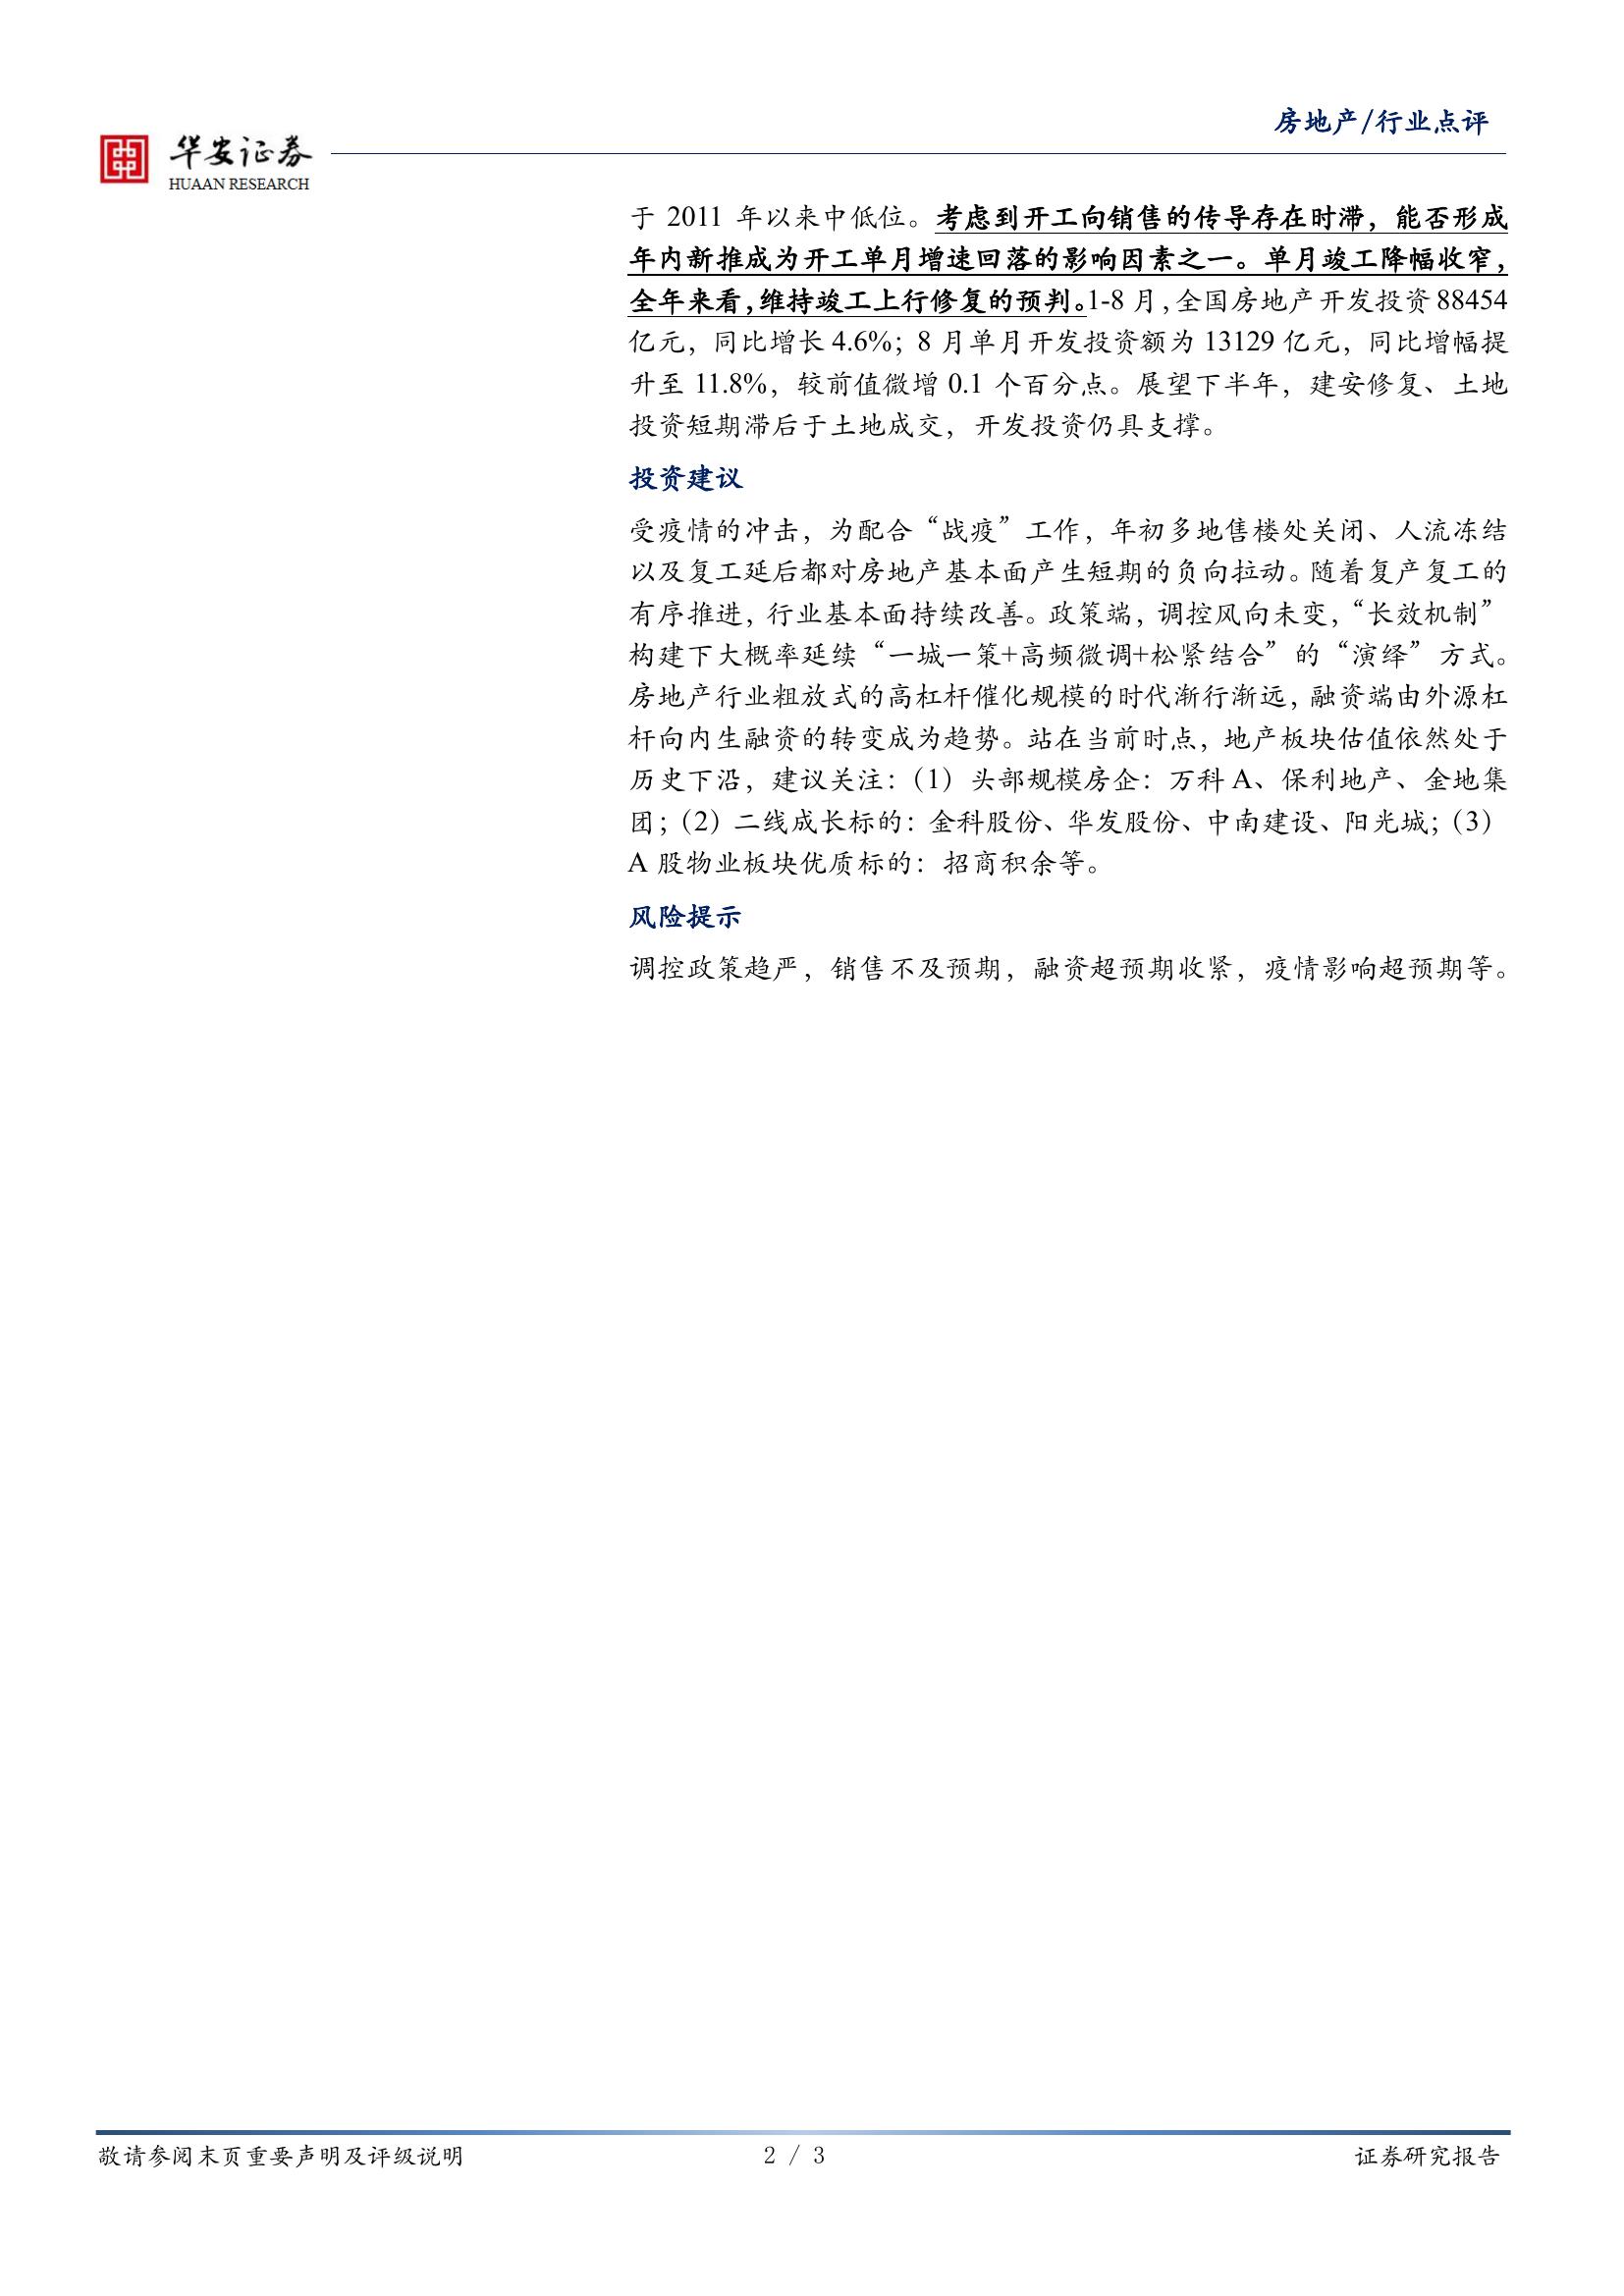 房地产/行业点评
华安证券
HUAAN RESEARCH
于 2011 年以来中低位。考虑到开工向销售的传导存在时滞，能否形成
年内新推成为开工单月增速回落的影响因素之一。单月竣工降幅收窄，
全年来看，维持竣工上行修复的预判。1-8 月，全国房地产开发投资 88454
亿元，同比增长 4.6%；8 月单月开发投资额为 13129 亿元，同比增幅提
升至 11.8%，较前值微增 0.1 个百分点。展望下半年，建安修复、土地
投资短期滞后于土地成交，开发投资仍具支撑。
投资建议
受疫情的冲击，为配合“战疫”工作，年初多地售楼处关闭、人流冻结
以及复工延后都对房地产基本面产生短期的负向拉动。随着复产复工的
有序推进，行业基本面持续改善。政策端，调控风向未变，“长效机制”
构建下大概率延续“一城一策+高频微调+松紧结合”的“演绎”方式。
房地产行业粗放式的高杠杆催化规模的时代渐行渐远，融资端由外源杠
杆向内生融资的转变成为趋势。站在当前时点，地产板块估值依然处于
历史下沿，建议关注：（1）头部规模房企：万科 A、保利地产、金地集
团；（2）二线成长标的：金科股份、华发股份、中南建设、阳光城；（3）
A 股物业板块优质标的：招商积余等。
风险提示
调控政策趋严，销售不及预期，融资超预期收紧，疫情影响超预期等。
敬请参阅末页重要声明及评级说明
2 / 3
证券研究报告